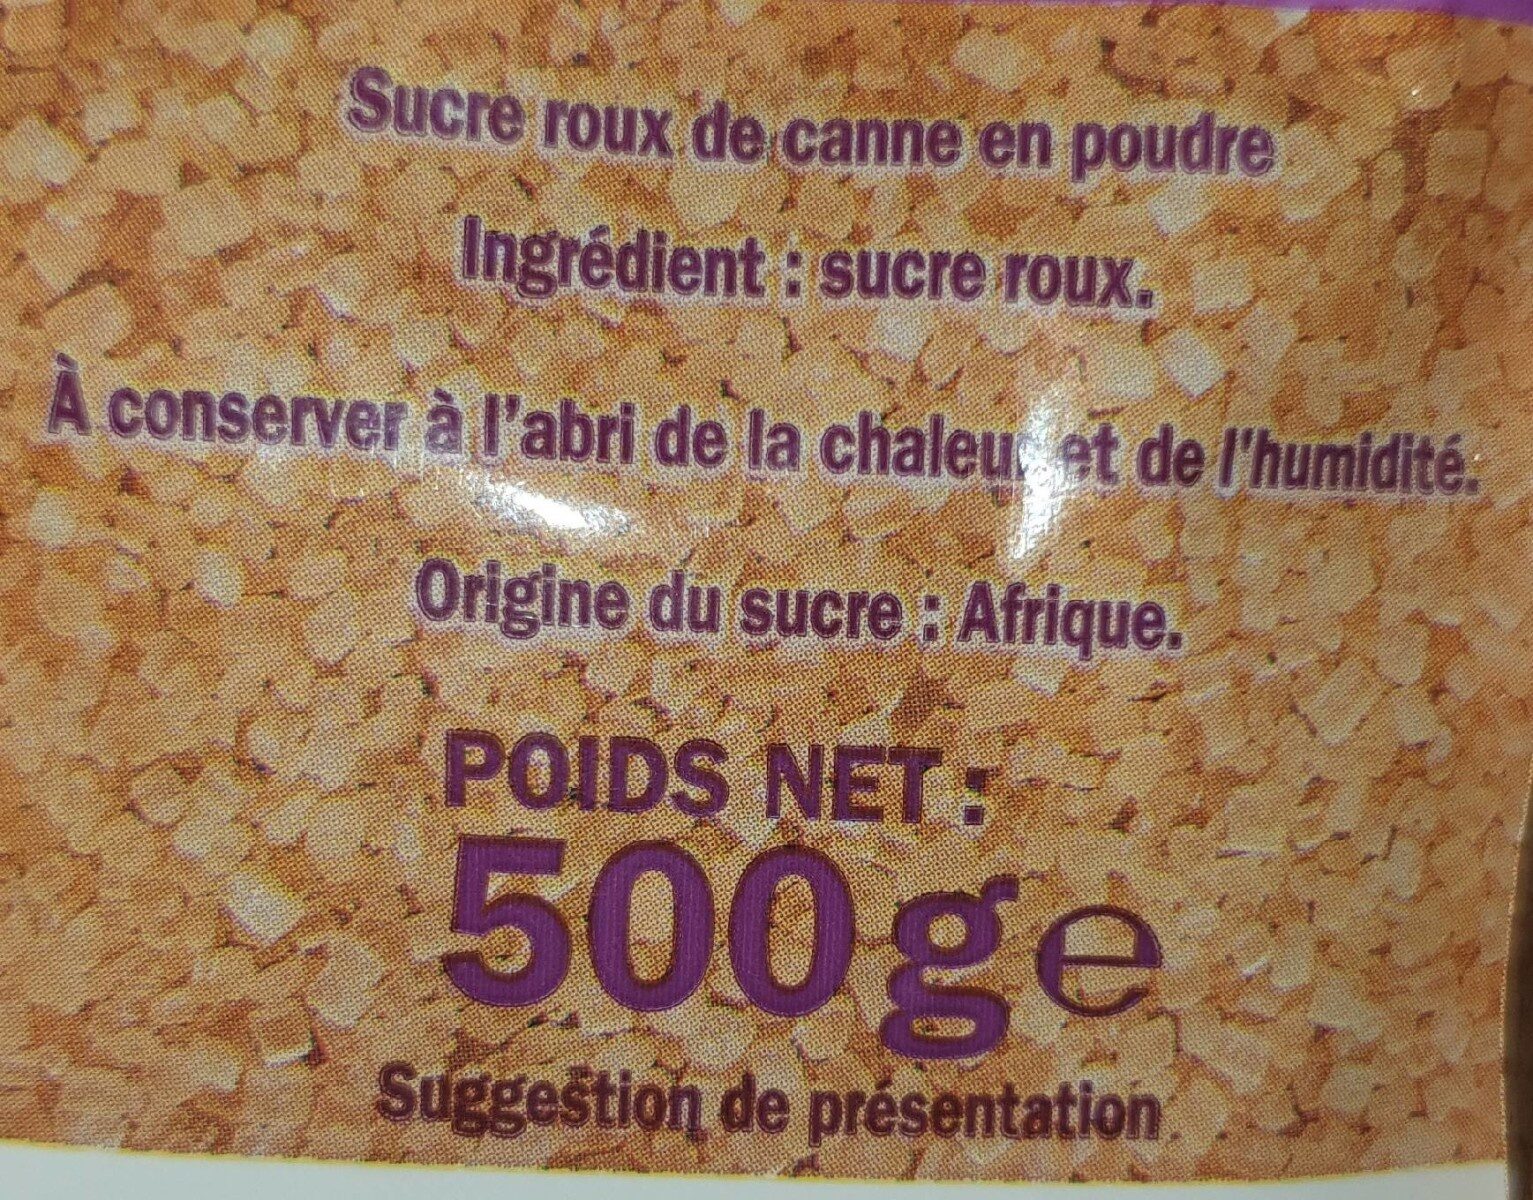 Sucre roux de canne en poudre
Ingrédient : sucre roux.
À conserver à l'abri de la chaleur et de l'humidité.
Origine du sucre : Afrique.
POIDS NET :
500 g e
Suggestion de présentation